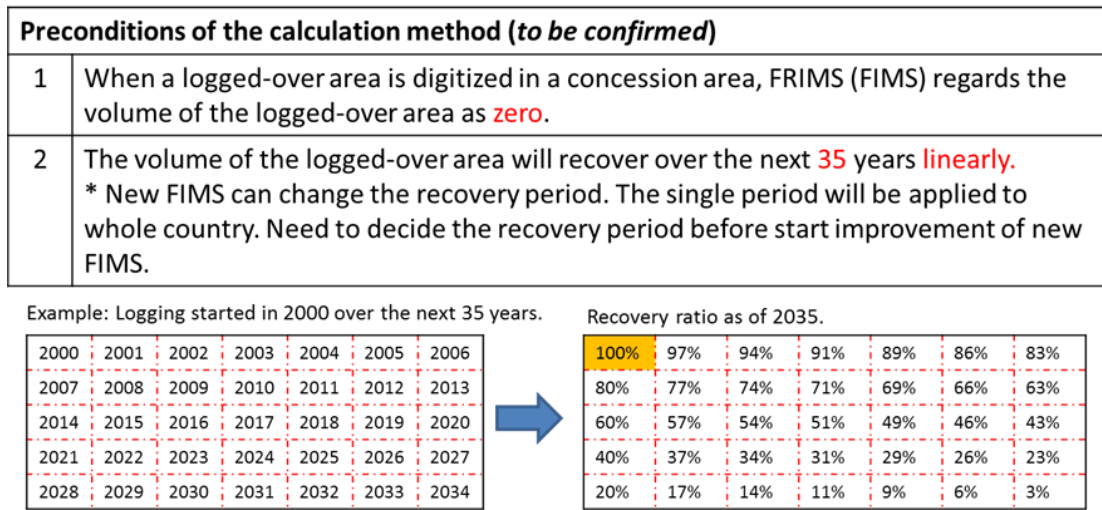 Preconditions of the calculation method (to be confirmed)
1 When a logged-over area is digitized in a concession area, FRIMS (FIMS) regards the
volume of the logged-over area as zero.
2 The volume of the logged-over area will recover over the next 35 years linearly.
* New FIMS can change the recovery period. The single period will be applied to
whole country. Need to decide the recovery period before start improvement of new
FIMS.
Example: Logging started in 2000 over the next 35 years.
2000 2001 2002 2003 2004 2005 2006
2007 2008 2009 2010 2011 2012 2013
2014 2015 2016 2017 2018 2019 2020
2021 2022 2023 2024 2025 2026 2027
2028 2029 2030 2031 2032 2033 2034
Recovery ratio as of 2035.
100% 97% 94% 91% 89% 86% 83%
80% 77% 74% 71% 69% 66% 63%
60% 57% 54% 51% 49% 46% 43%
40% 37% 34% 31% 29% 26% 23%
20% 17% 14% 11% 9% 6% 3%